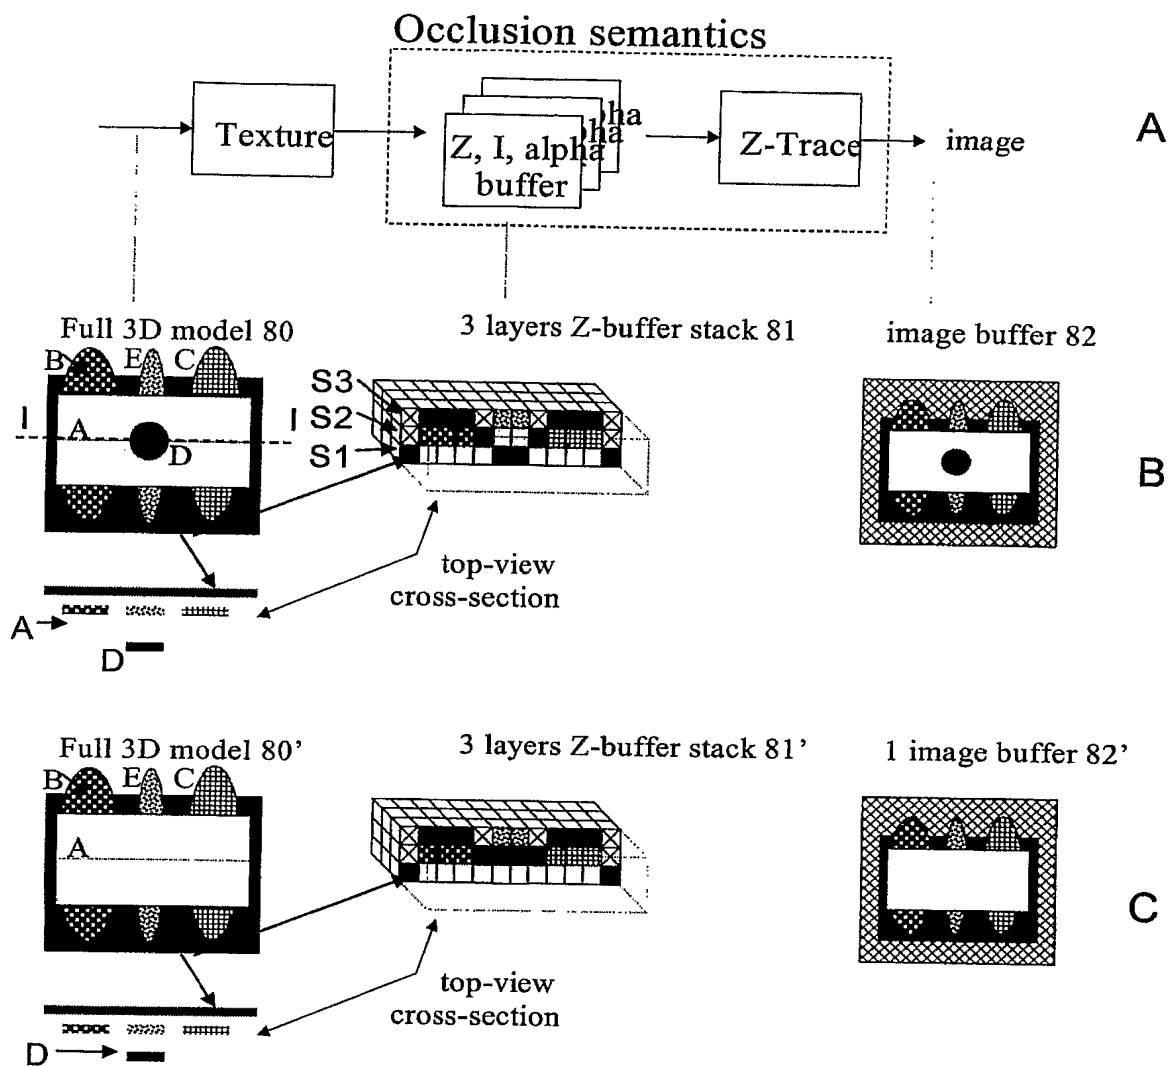 Occlusion semantics
Texture
Z, I, alpha
buffer
pha
pha
Z-Trace
image
A
Full 3D model 80
3 layers Z-buffer stack 81
image buffer 82
B
E
C
S3
I
A
I
S2
D
S1
B
top-view
cross-section
A
D
Full 3D model 80’
3 layers Z-buffer stack 81’
1 image buffer 82’
B
E
C
A
C
top-view
cross-section
D